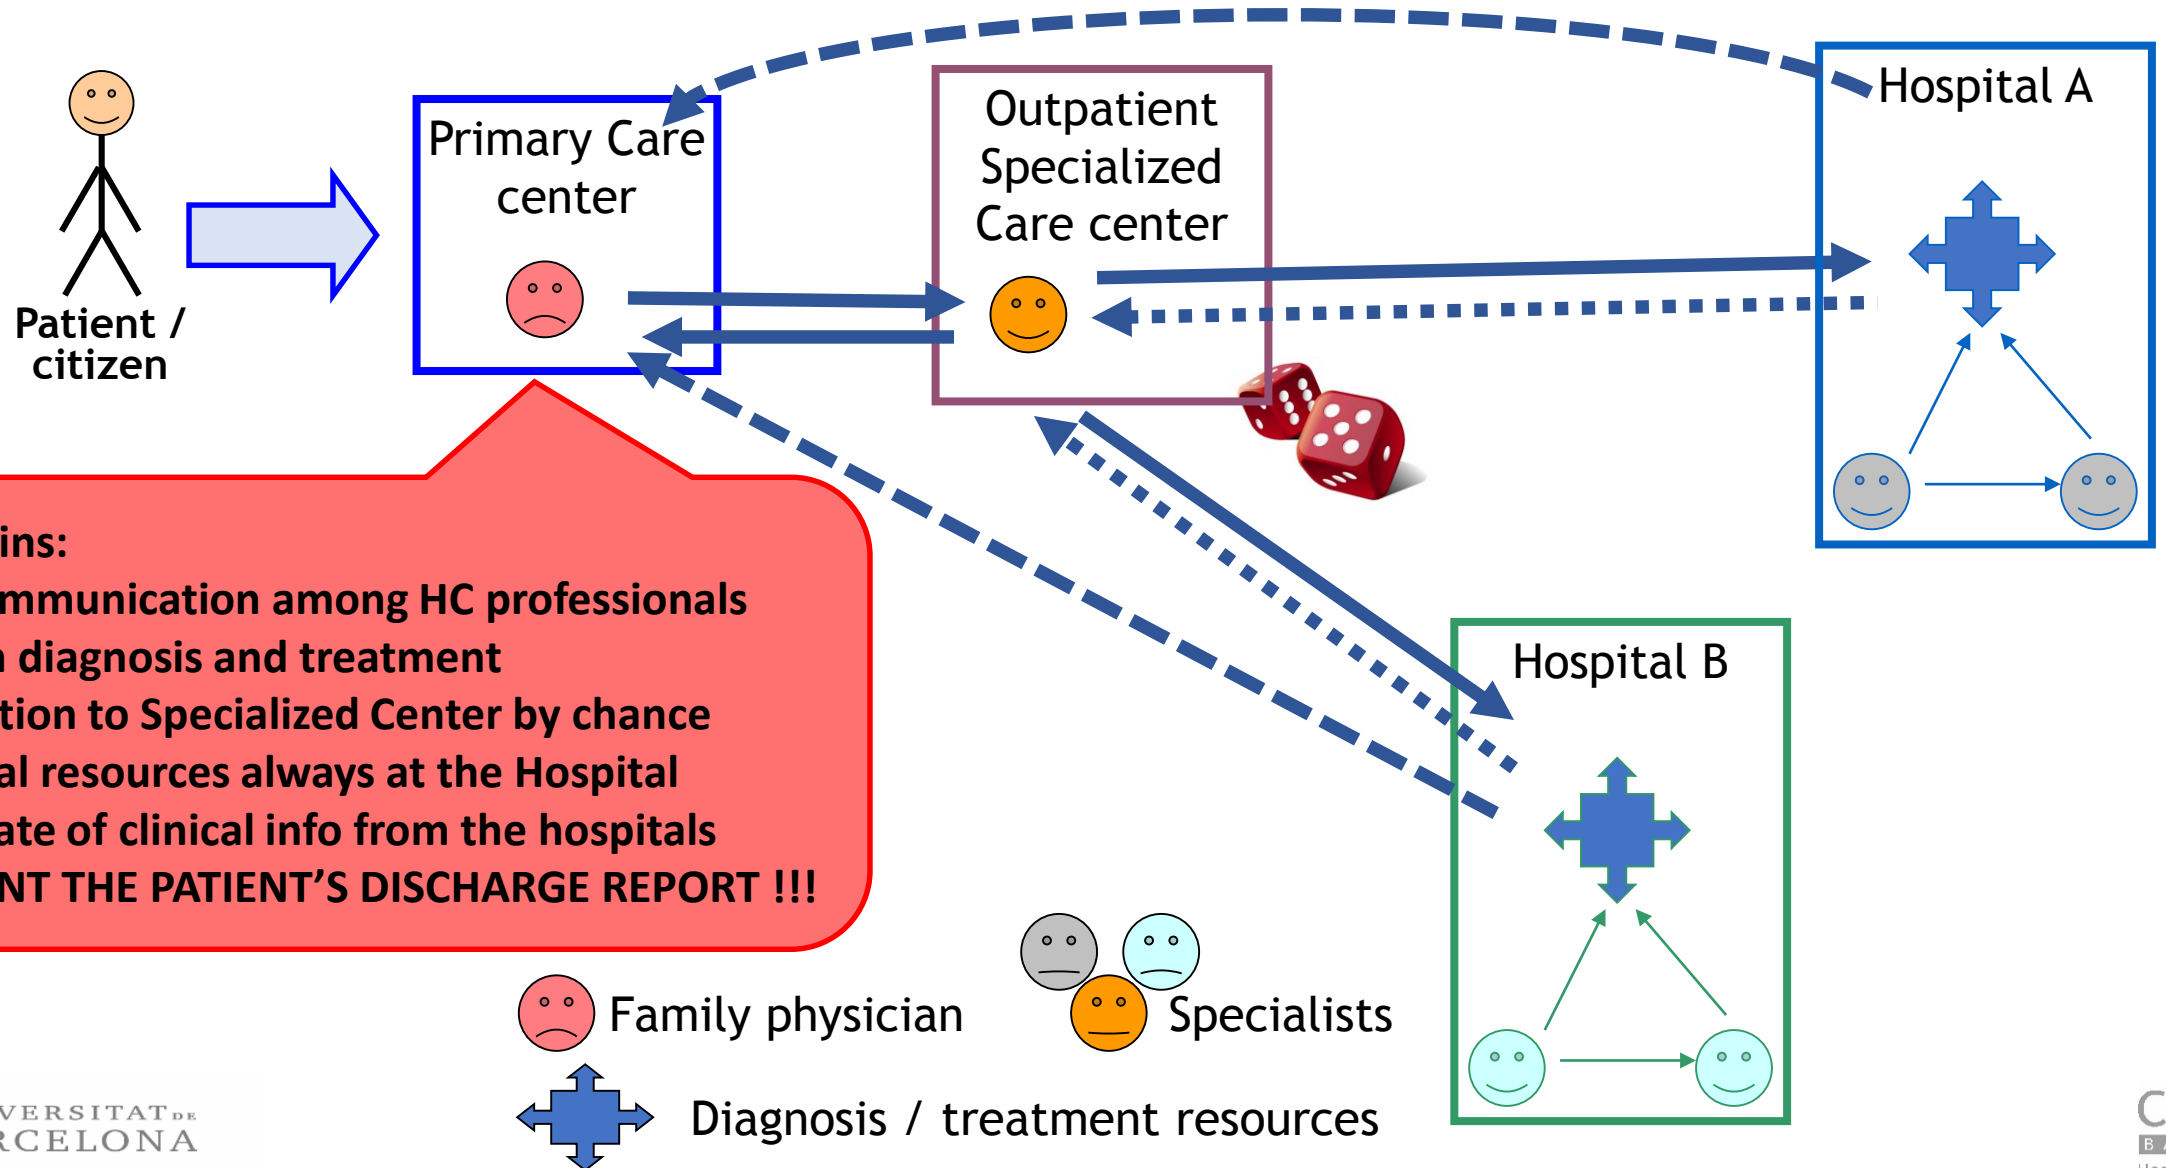 Hospital A
Outpatient
Specialized
Care center
Primary Care
center
Patient /
citizen
ins:
mmunication among HC professionals
diagnosis and treatment
tion to Specialized Center by chance
al resources always at the Hospital
ate of clinical info from the hospitals
NT THE PATIENT'S DISCHARGE REPORT !!!
Hospital B
Family physician
Specialists
Diagnosis / treatment resources
VERSITAT DE
RCELONA